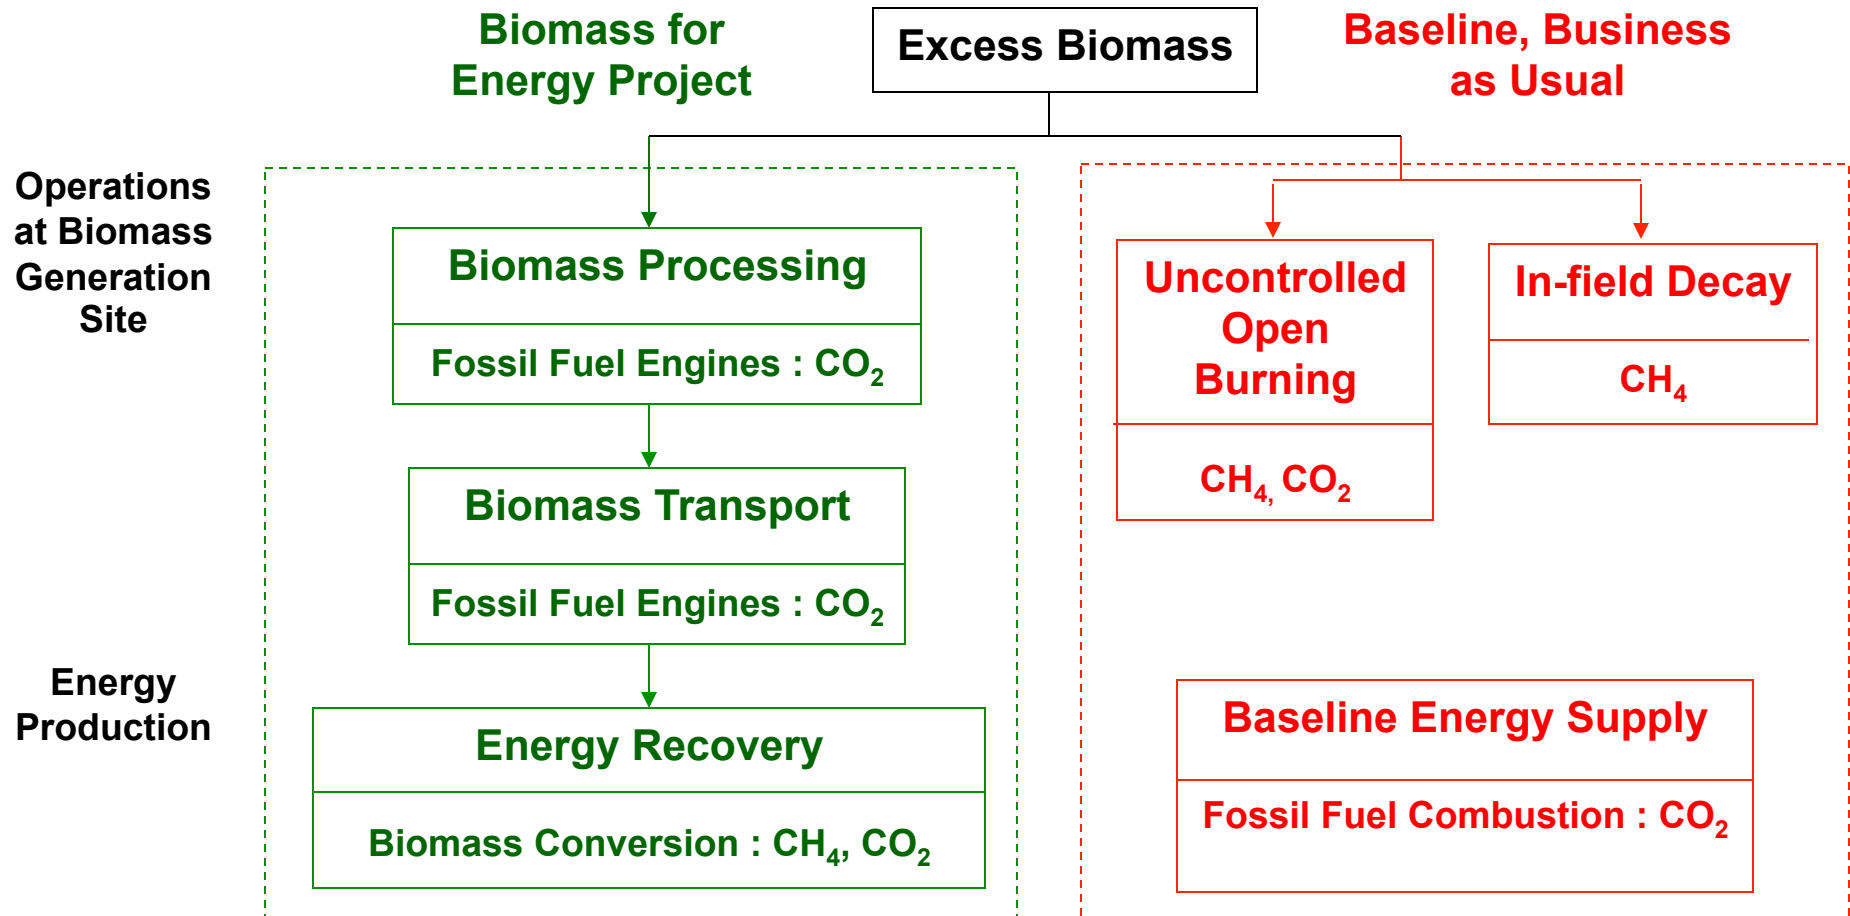 Biomass for
Energy Project
Excess Biomass
Baseline, Business
as Usual
Operations
at Biomass
Generation
Site
Biomass Processing
Fossil Fuel Engines : CO₂
Uncontrolled
Open
Burning
CH₄, CO₂
In-field Decay
CH₄
Biomass Transport
Fossil Fuel Engines : CO₂
Energy
Production
Energy Recovery
Biomass Conversion : CH₄, CO₂
Baseline Energy Supply
Fossil Fuel Combustion : CO₂